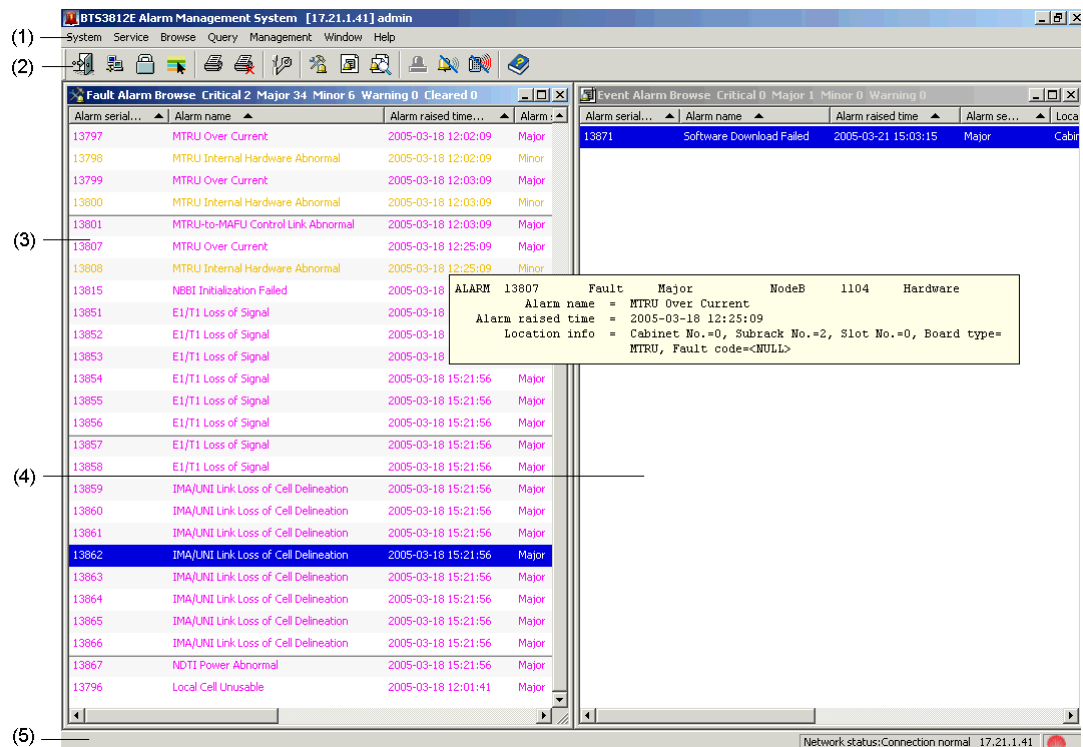 BTS3812E Alarm Management System [17.21.1.41] admin
(1) System Service Browse Query Management Window Help
(2)
Fault Alarm Browse Critical 2 Major 34 Minor 6 Warning 0 Cleared 0
Alarm serial... Alarm name Alarm raised time... Alarm s
13797 MTRU Over Current 2005-03-18 12:02:09 Major
13798 MTRU Internal Hardware Abnormal 2005-03-18 12:02:09 Minor
13799 MTRU Over Current 2005-03-18 12:03:09 Major
13800 MTRU Internal Hardware Abnormal 2005-03-18 12:03:09 Minor
13801 MTRU-to-MAFU Control Link Abnormal 2005-03-18 12:03:09 Major
(3)
13807 MTRU Over Current 2005-03-18 12:25:09 Major
13808 MTRU Internal Hardware Abnormal 2005-03-18 12:25:09 Minor
13815 NBBI Initialization Failed 2005-03-18
13851 E1/T1 Loss of Signal 2005-03-18
13852 E1/T1 Loss of Signal 2005-03-18
13853 E1/T1 Loss of Signal 2005-03-18
13854 E1/T1 Loss of Signal 2005-03-18 15:21:56 Major
13855 E1/T1 Loss of Signal 2005-03-18 15:21:56 Major
13856 E1/T1 Loss of Signal 2005-03-18 15:21:56 Major
13857 E1/T1 Loss of Signal 2005-03-18 15:21:56 Major
13858 E1/T1 Loss of Signal 2005-03-18 15:21:56 Major
(4)
13859 IMA/UNI Link Loss of Cell Delineation 2005-03-18 15:21:56 Major
13860 IMA/UNI Link Loss of Cell Delineation 2005-03-18 15:21:56 Major
13861 IMA/UNI Link Loss of Cell Delineation 2005-03-18 15:21:56 Major
13862 IMA/UNI Link Loss of Cell Delineation 2005-03-18 15:21:56 Major
13863 IMA/UNI Link Loss of Cell Delineation 2005-03-18 15:21:56 Major
13864 IMA/UNI Link Loss of Cell Delineation 2005-03-18 15:21:56 Major
13865 IMA/UNI Link Loss of Cell Delineation 2005-03-18 15:21:56 Major
13866 IMA/UNI Link Loss of Cell Delineation 2005-03-18 15:21:56 Major
13867 NDTI Power Abnormal 2005-03-18 15:21:56 Major
13796 Local Cell Unusable 2005-03-18 12:01:41 Major
Event Alarm Browse Critical 0 Major 1 Minor 0 Warning 0
Alarm serial... Alarm name Alarm raised time Alarm se... Loca
13871 Software Download Failed 2005-03-21 15:03:15 Major Cabin
ALARM 13807 Fault Major NodeB 1104 Hardware
Alarm name = MTRU Over Current
Alarm raised time = 2005-03-18 12:25:09
Location info = Cabinet No.=0, Subrack No.=2, Slot No.=0, Board type=
MTRU, Fault code=<NULL>
(5)
Network status:Connection normal 17.21.1.41